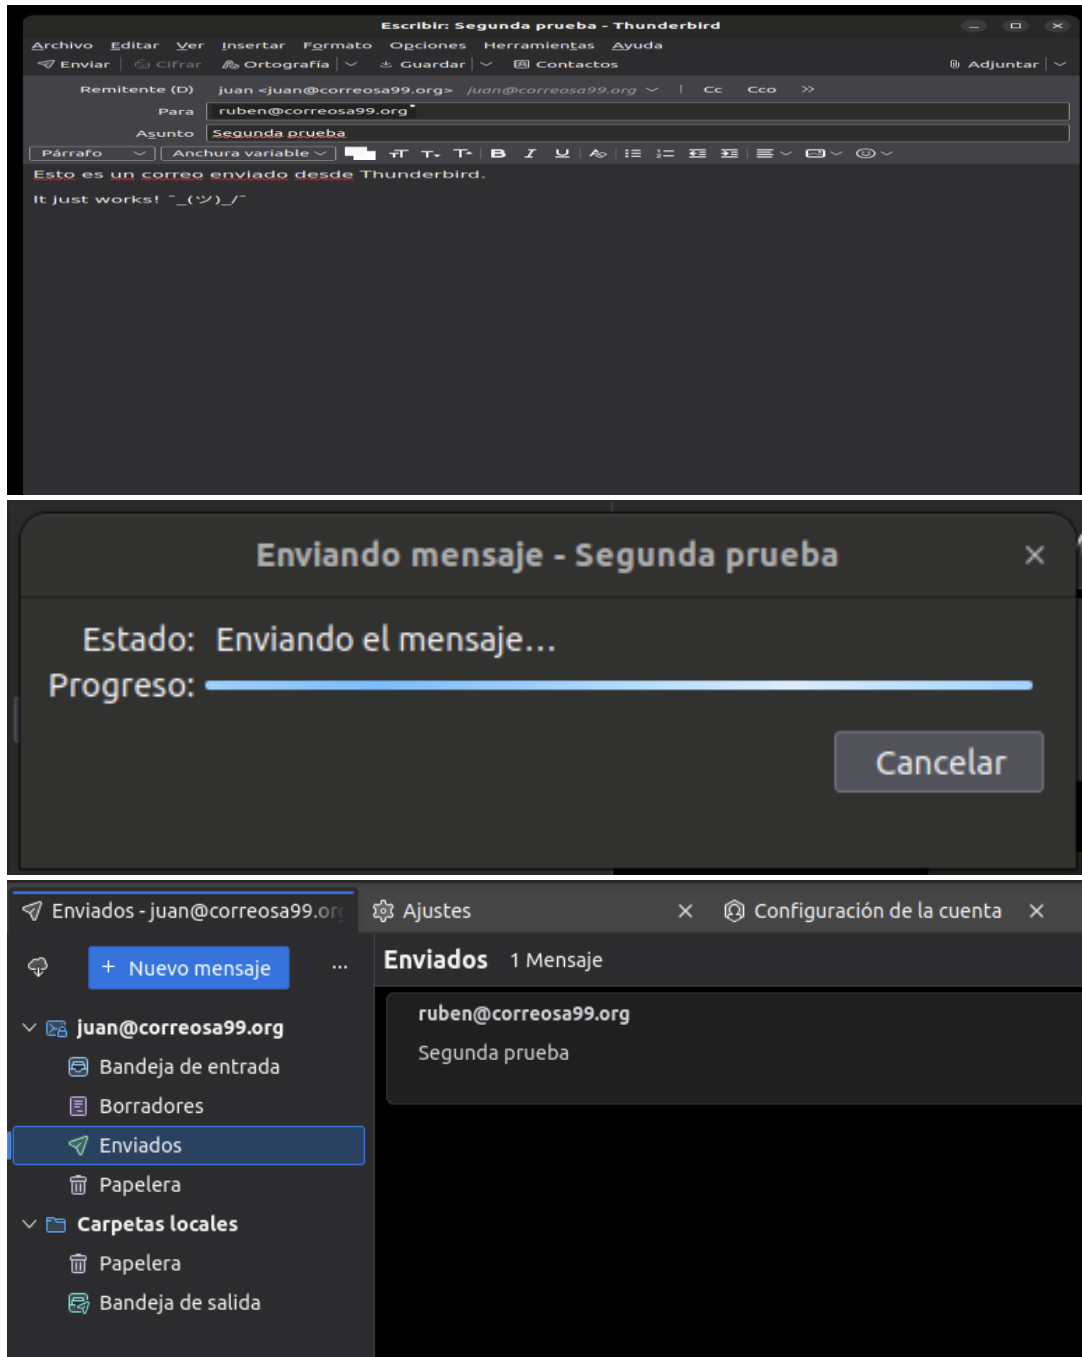 Escribir: Segunda prueba - Thunderbird
Archivo Editar Ver Insertar Formato Opciones Herramientas Ayuda
Enviar Cifrar Ortografía Guardar Contactos Adjuntar
Remitente (D) juan <juan@correosa99.org> juan@correosa99.org Cc Cco >>
Para ruben@correosa99.org
Asunto Segunda prueba
Párrafo Anchura variable
Esto es un correo enviado desde Thunderbird.
It just works! ¯_(ツ)_/¯
Enviando mensaje - Segunda prueba
Estado: Enviando el mensaje...
Progreso:
Cancelar
Enviados - juan@correosa99.org Ajustes Configuración de la cuenta
+ Nuevo mensaje ... Enviados 1 Mensaje
ruben@correosa99.org
juan@correosa99.org
Segunda prueba
Bandeja de entrada
Borradores
Enviados
Papelera
Carpetas locales
Papelera
Bandeja de salida